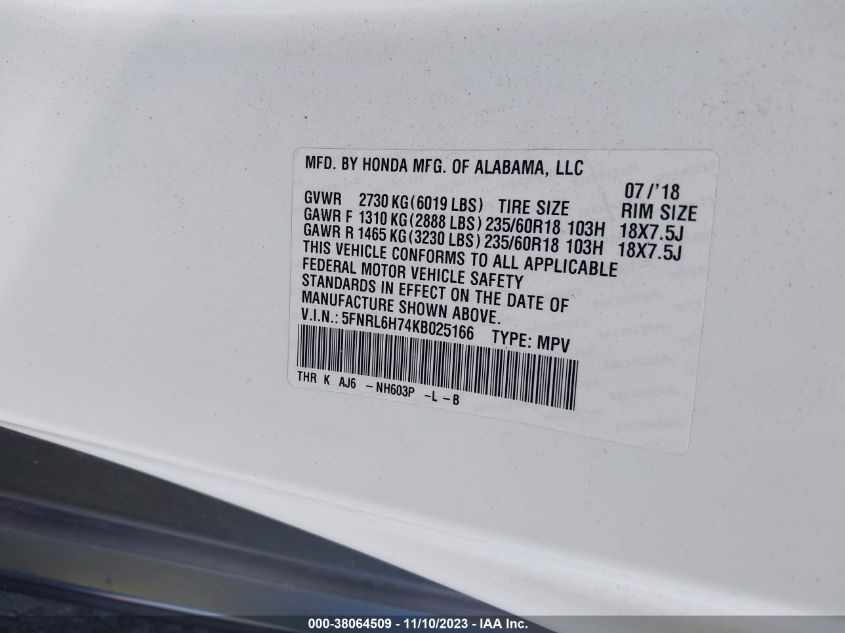 MFD. BY HONDA MFG. OF ALABAMA, LLC
07/'18
GVWR 2730 KG (6019 LBS) TIRE SIZE RIM SIZE
GAWR F 1310 KG (2888 LBS) 235/60R18 103H 18X7.5J
GAWR R 1465 KG (3230 LBS) 235/60R18 103H 18X7.5J
THIS VEHICLE CONFORMS TO ALL APPLICABLE
FEDERAL MOTOR VEHICLE SAFETY
STANDARDS IN EFFECT ON THE DATE OF
MANUFACTURE SHOWN ABOVE.
V.I.N.: 5FNRL6H74KB025166 TYPE: MPV
THR K AJ6 -NH603P -L -B
000-38064509 - 11/10/2023 - IAA Inc.